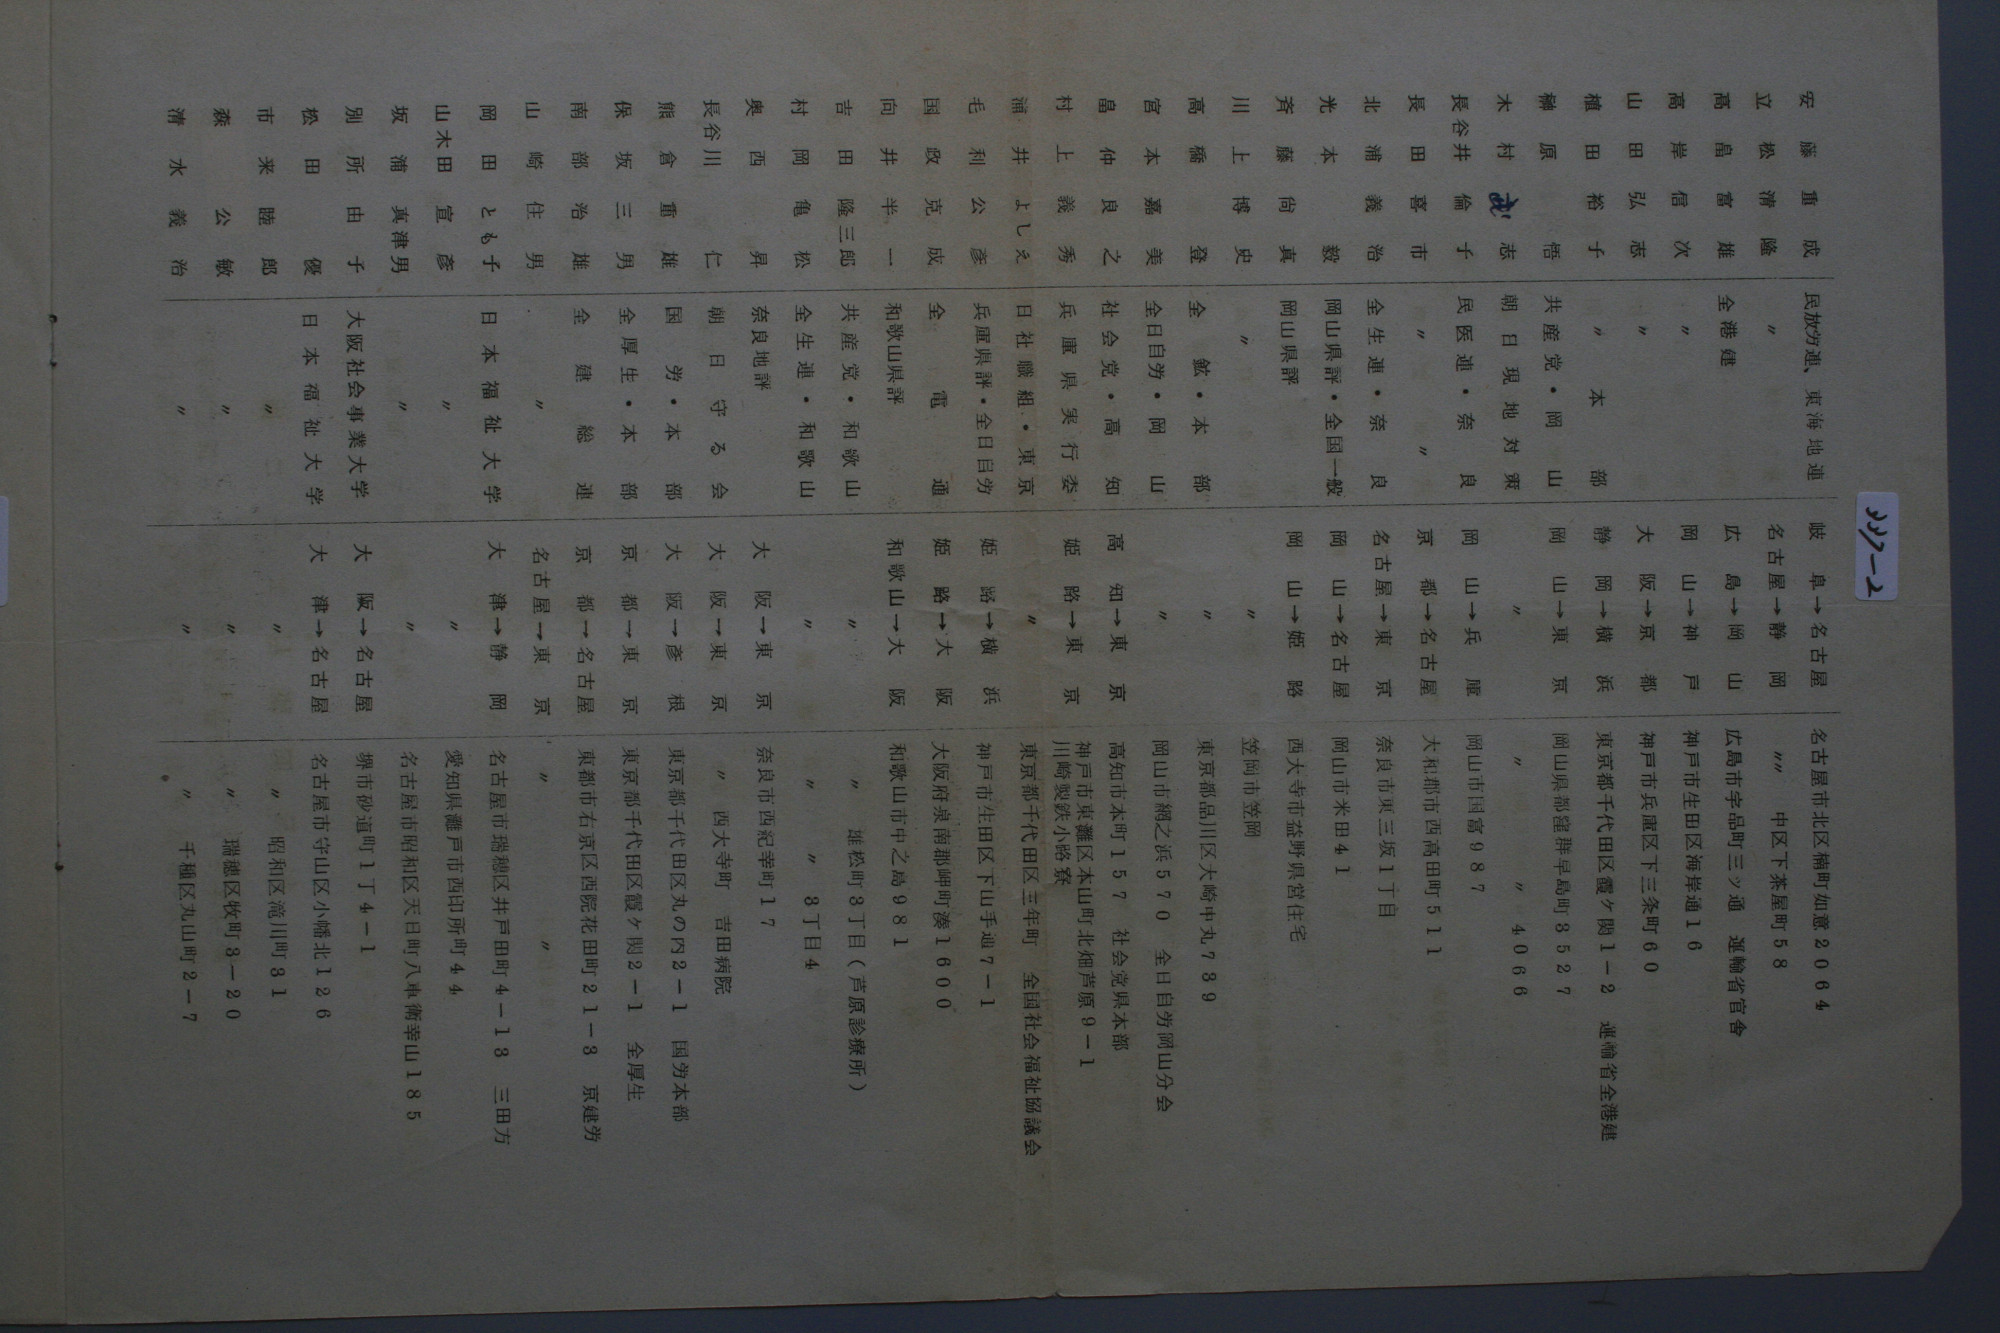 337-2
安藤重成 民放労連、東海地連 岐阜→名古屋 名古屋市北区楠町如意2064
立松清隆 〃 名古屋→静岡 〃〃 中区下茶屋町58
高畠富雄 全港建 広島→岡山 広島市宇品町三ッ通 運輸省官舎
高岸信次 〃 岡山→神戸 神戸市生田区海岸通16
山田弘志 〃 大阪→京都 神戸市兵庫区下三条町60
植田裕子 〃 本部 静岡→横浜 東京都千代田区霞ケ関1-2 運輸省全港建
榊原悟 共産党・岡山 岡山→東京 岡山県都窪群早島町3527
木村武志 朝日現地対策 〃 〃 〃 4066
長谷井倫子 民医連・奈良 岡山→兵庫 岡山市国富987
長田喜市 〃 〃 京都→名古屋 大和郡市西高田町511
北浦義治 全生連・奈良 名古屋→東京 奈良市東三坂1丁目
光本毅 岡山県評・全国一般 岡山→名古屋 岡山市米田41
斉藤尚真 岡山県評 岡山→姫路 西大寺市益野県営住宅
川上博史 〃 〃 笠岡市笠岡
高橋登 全鉱・本部 〃 東京都品川区大崎中丸739
宮本嘉美 全日自労・岡山 〃 岡山市網之浜570 全日自労岡山分会
畠仲良之 社会党・高知 高知→東京 高知市本町157 社会党県本部
村上義秀 兵庫県実行委 姫路→東京 神戸市東灘区本山町北畑芦原9-1
川崎製鉄小路寮
浦井よしえ 日社職組・東京 〃 東京都千代田区三年町 全国社会福祉協議会
毛利公彦 兵庫県評・全日自労 姫路→横浜 神戸市生田区下山手通7-1
国政克成 全電通 姫路→大阪 大阪府泉南郡岬町湊1600
向井半一 和歌山県評 和歌山→大阪 和歌山市中之島981
吉田隆三郎 共産党・和歌山 〃 〃 雄松町3丁目(芦原診療所)
村岡亀松 全生連・和歌山 〃 〃 〃 3丁目4
奥西昇 奈良地評 大阪→東京 奈良市西紀幸町17
長谷川仁 朝日守る会 大阪→東京 〃 西大寺町 吉田病院
熊倉重雄 国労・本部 大阪→彦根 東京都千代田区丸の内2-1 国労本部
保坂三男 全厚生・本部 京都→東京 東京都千代田区霞ケ関2-1 全厚生
南部治雄 全建総連 京都→名古屋 東都市右京区西院花田町21-3 京建労
山崎住男 〃 名古屋→東京 〃 〃
岡田とも子 日本福祉大学 大津→静岡 名古屋市瑞穂区井戸田町4-13 三田方
山木田宣彦 〃 〃 愛知県瀬戸市西印所町44
坂浦真津男 〃 〃 名古屋市昭和区天日町八事衛幸山185
別所由子 大阪社会事業大学 大阪→名古屋 堺市砂道町1丁4-1
松田優 日本福祉大学 大津→名古屋 名古屋市守山区小幡北126
市来睦郎 〃 〃 〃 昭和区滝川町31
森公敏 〃 〃 〃 瑞穂区牧町3-20
清水義治 〃 〃 〃 千種区丸山町2-7